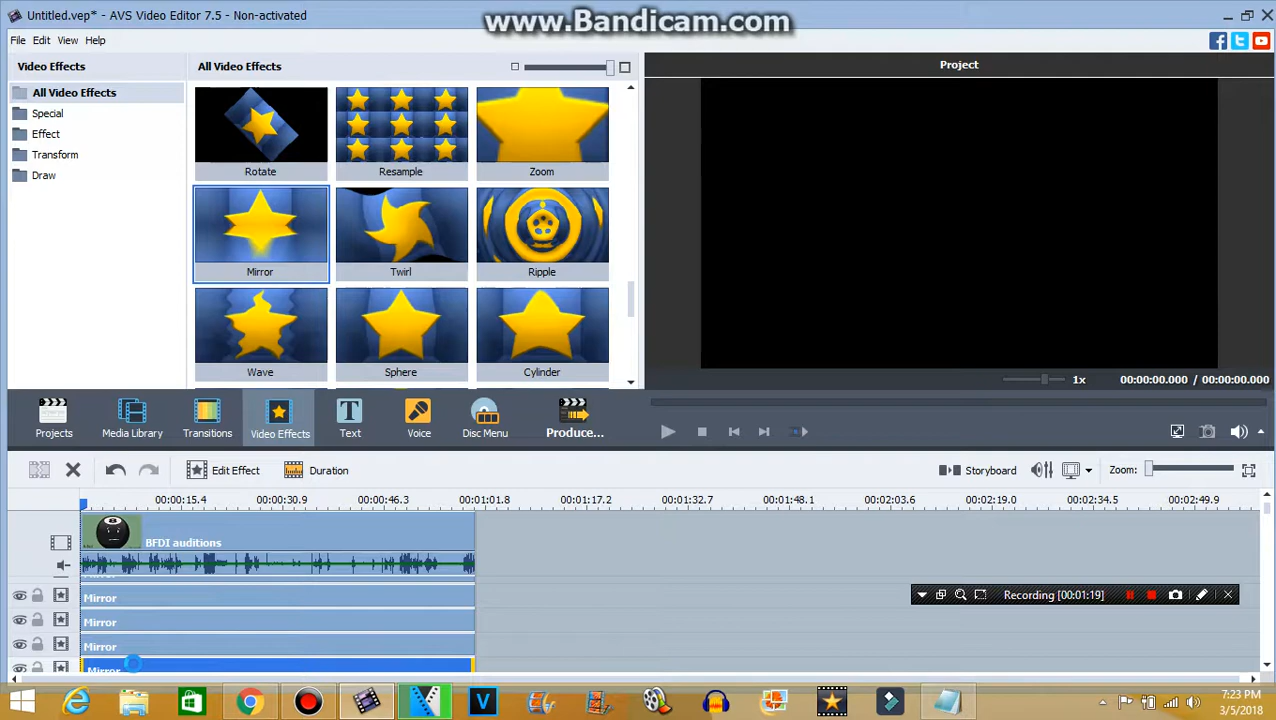 Untitled.vep* - AVS Video Editor 7.5 - Non-activated
www.Bandicam.com
File Edit View Help
Video Effects
All Video Effects
Project
All Video Effects
Special
Effect
Transform
Draw
Rotate Resample Zoom
Mirror Twirl Ripple
Wave Sphere Cylinder
1x 00:00:00.000 / 00:00:00.000
Projects Media Library Transitions Video Effects Text Voice Disc Menu Produce...
Edit Effect Duration Storyboard Zoom:
00:00:15.4 00:00:30.9 00:00:46.3 00:01:01.8 00:01:17.2 00:01:32.7 00:01:48.1 00:02:03.6 00:02:19.0 00:02:34.5 00:02:49.9
BFDI auditions
Mirror
Mirror
Recording [00:01:19]
Mirror
Mirror
Mirror
7:23 PM
3/5/2018